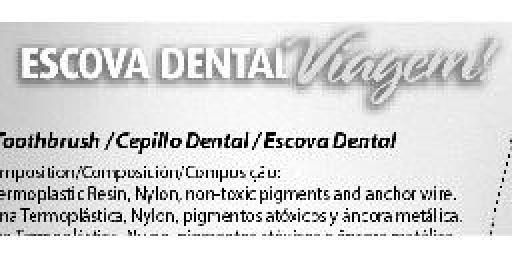 ESCOVA DENTAL Viagem!
Toothbrush / Cepillo Dental / Escova Dental
mposition/Composición/Composição:
ermoplastic Resin, Nylon, non-toxic pigments and anchor wire.
na Termoplástica, Nylon, pigmentos atóxicos y áncora metálica.